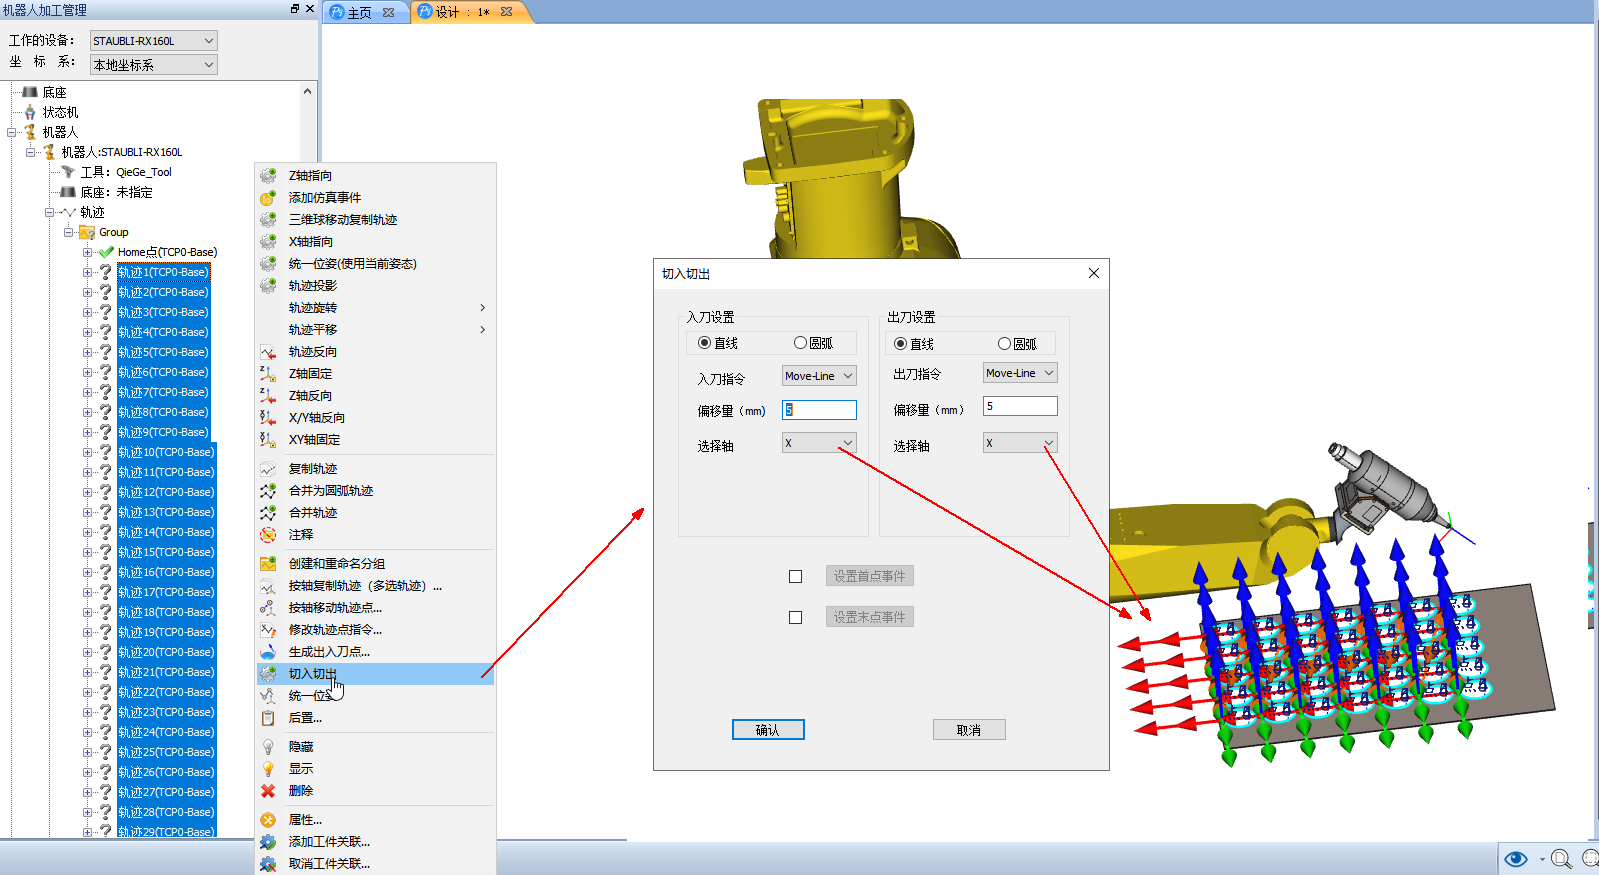 机器人加工管理
主页
设计 : 1*
工作的设备：
STAUBLI-RX160L
坐 标 系：
本地坐标系
底座
状态机
机器人
机器人:STAUBLI-RX160L
工具：QieGe_Tool
底座：未指定
轨迹
Group
Home点(TCP0-Base)
轨迹1(TCP0-Base)
轨迹2(TCP0-Base)
轨迹3(TCP0-Base)
轨迹4(TCP0-Base)
轨迹5(TCP0-Base)
轨迹6(TCP0-Base)
轨迹7(TCP0-Base)
轨迹8(TCP0-Base)
轨迹9(TCP0-Base)
轨迹10(TCP0-Base)
轨迹11(TCP0-Base)
轨迹12(TCP0-Base)
轨迹13(TCP0-Base)
轨迹14(TCP0-Base)
轨迹15(TCP0-Base)
轨迹16(TCP0-Base)
轨迹17(TCP0-Base)
轨迹18(TCP0-Base)
轨迹19(TCP0-Base)
轨迹20(TCP0-Base)
轨迹21(TCP0-Base)
轨迹22(TCP0-Base)
轨迹23(TCP0-Base)
轨迹24(TCP0-Base)
轨迹25(TCP0-Base)
轨迹26(TCP0-Base)
轨迹27(TCP0-Base)
轨迹28(TCP0-Base)
轨迹29(TCP0-Base)
Z轴指向
添加仿真事件
三维球移动复制轨迹
X轴指向
统一位姿(使用当前姿态)
轨迹投影
轨迹旋转
轨迹平移
轨迹反向
Z轴固定
Z轴反向
X/Y轴反向
XY轴固定
复制轨迹
合并为圆弧轨迹
合并轨迹
注释
创建和重命名分组
按轴复制轨迹（多选轨迹）...
按轴移动轨迹点...
修改轨迹点指令...
生成出入刀点...
切入切出
统一位
后置...
隐藏
显示
删除
属性...
添加工件关联...
取消工件关联...
切入切出
入刀设置
直线
圆弧
入刀指令
Move-Line
偏移量（mm）
5
选择轴
X
出刀设置
直线
圆弧
出刀指令
Move-Line
偏移量（mm）
5
选择轴
X
设置首点事件
设置末点事件
确认
取消